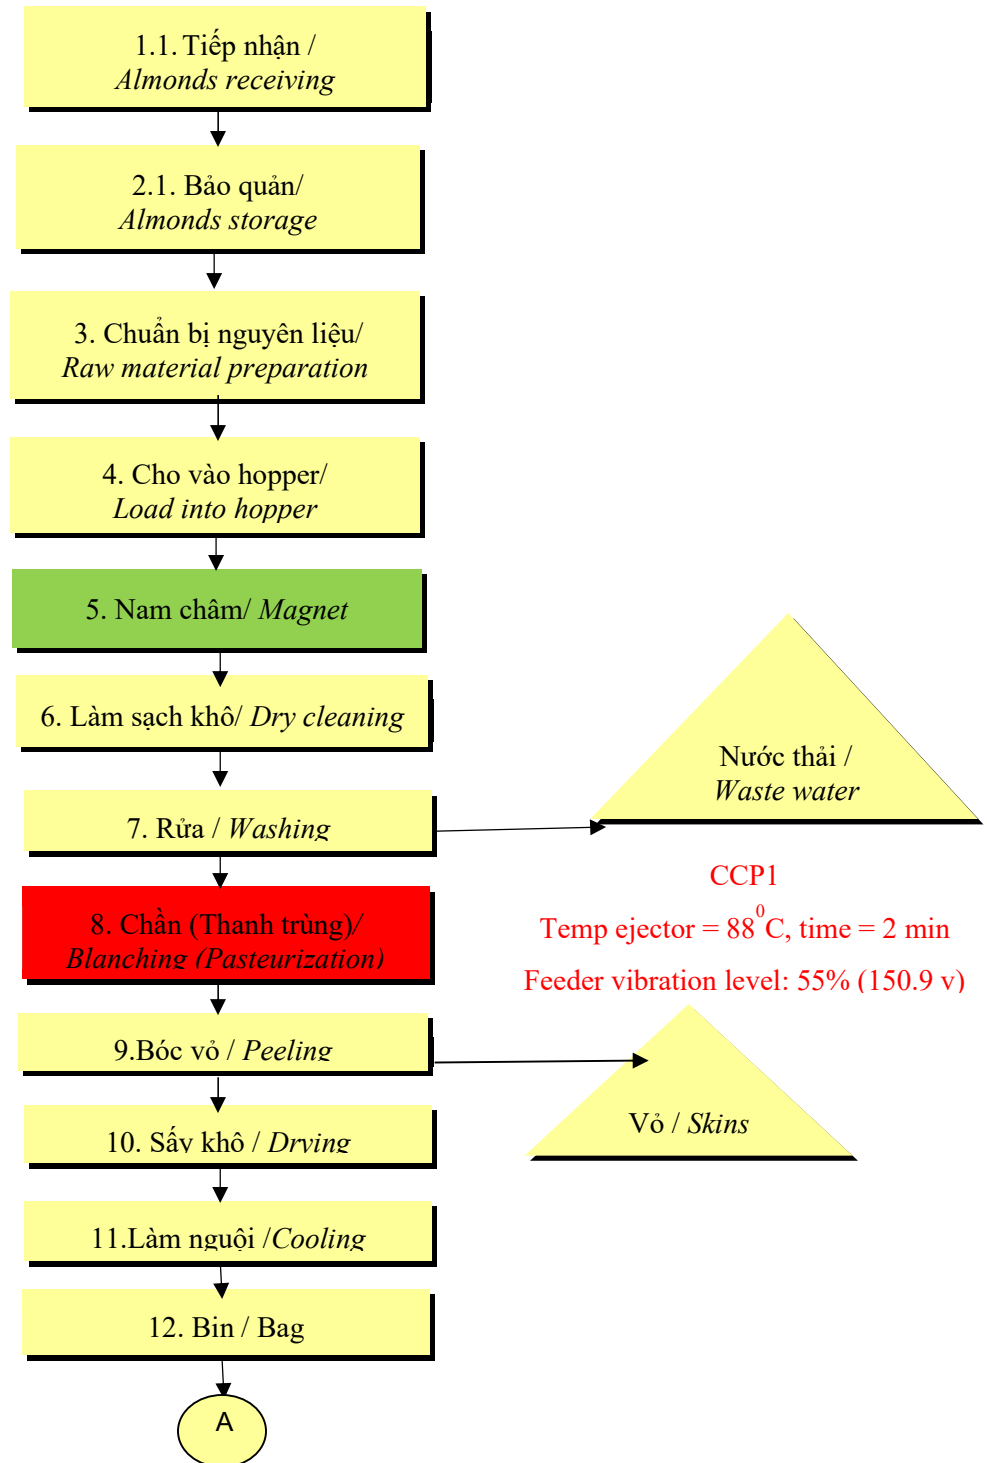 1.1. Tiếp nhận /
Almonds receiving
2.1. Bảo quản/
Almonds storage
3. Chuẩn bị nguyên liệu/
Raw material preparation
4. Cho vào hopper/
Load into hopper
5. Nam châm/ Magnet
6. Làm sạch khô/ Dry cleaning
Nước thải /
Waste water
7. Rửa / Washing
CCP1
Temp ejector = 88⁰C, time = 2 min
Feeder vibration level: 55% (150.9 v)
8. Chần (Thanh trùng)/
Blanching (Pasteurization)
9.Bóc vỏ / Peeling
Vỏ / Skins
10. Sấy khô / Drying
11.Làm nguội /Cooling
12. Bin / Bag
A